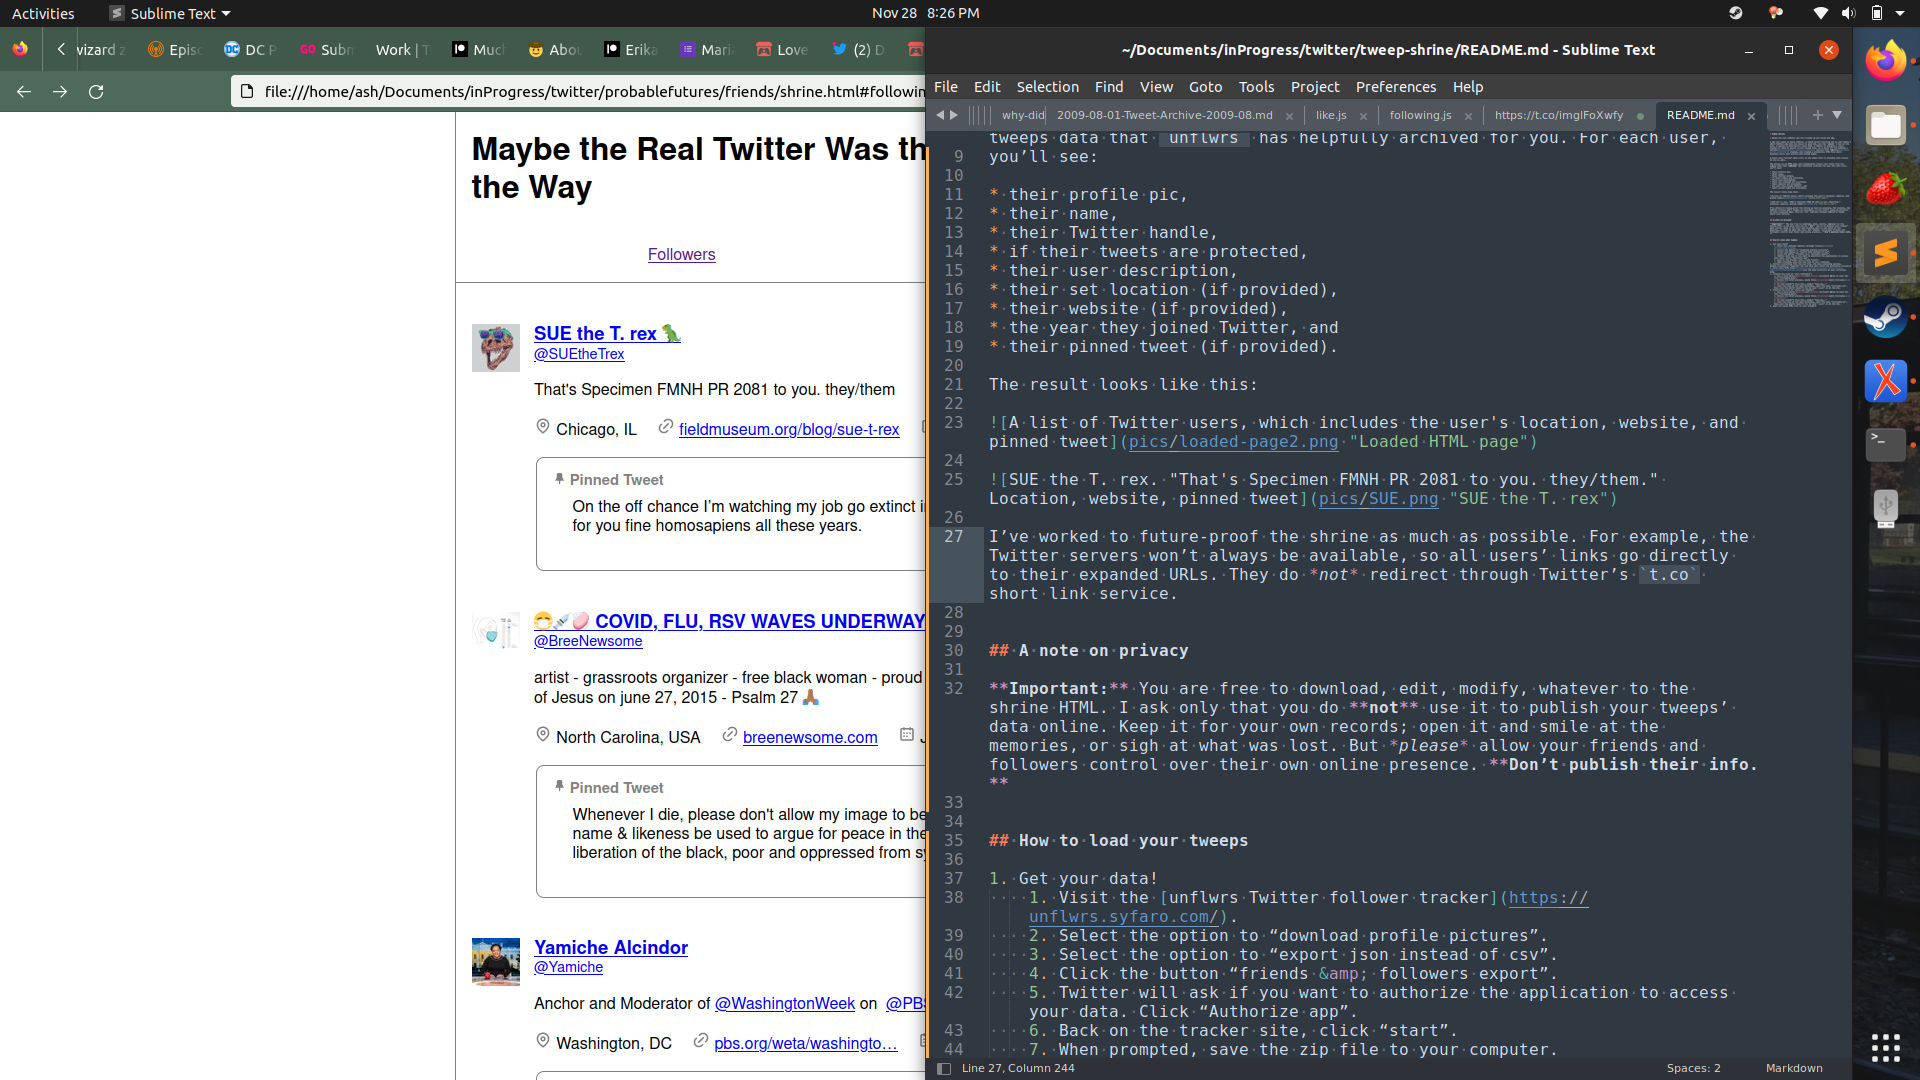 Activities
Sublime Text
Nov 28 8:26 PM
wizard
Episo
DC P
Subm
Work | T
Much
Abou
Erika
Mari
Love
(2) D
file:///home/ash/Documents/inProgress/twitter/probablefutures/friends/shrine.html#followin
Maybe the Real Twitter Was th
the Way
Followers
SUE the T. rex 🦖
@SUEtheTrex
That's Specimen FMNH PR 2081 to you. they/them
Chicago, IL fieldmuseum.org/blog/sue-t-rex
Pinned Tweet
On the off chance I'm watching my job go extinct i
for you fine homosapiens all these years.
😷💉🫀 COVID, FLU, RSV WAVES UNDERWAY
@BreeNewsome
artist - grassroots organizer - free black woman - proud
of Jesus on june 27, 2015 - Psalm 27 🙏🏾
North Carolina, USA breenewsome.com J
Pinned Tweet
Whenever I die, please don't allow my image to be
name & likeness be used to argue for peace in the
liberation of the black, poor and oppressed from sy
Yamiche Alcindor
@Yamiche
Anchor and Moderator of @WashingtonWeek on @PBS
Washington, DC pbs.org/weta/washingto…
~/Documents/inProgress/twitter/tweep-shrine/README.md - Sublime Text
File Edit Selection Find View Goto Tools Project Preferences Help
why-did 2009-08-01-Tweet-Archive-2009-08.md like.js following.js https://t.co/imglFoXwfy README.md
tweeps data that `unflwrs` has helpfully archived for you. For each user,
9 you’ll see:
10
11 * their profile pic,
12 * their name,
13 * their Twitter handle,
14 * if their tweets are protected,
15 * their user description,
16 * their set location (if provided),
17 * their website (if provided),
18 * the year they joined Twitter, and
19 * their pinned tweet (if provided).
20
21 The result looks like this:
22
23 ![A list of Twitter users, which includes the user's location, website, and
pinned tweet](pics/loaded-page2.png "Loaded HTML page")
24
25 ![SUE the T. rex. "That's Specimen FMNH PR 2081 to you. they/them."
Location, website, pinned tweet](pics/SUE.png "SUE the T. rex")
26
27 I’ve worked to future-proof the shrine as much as possible. For example, the
Twitter servers won’t always be available, so all users’ links go directly
to their expanded URLs. They do *not* redirect through Twitter’s `t.co`
short link service.
28
29
30 ## A note on privacy
31
32 **Important:** You are free to download, edit, modify, whatever to the
shrine HTML. I ask only that you do **not** use it to publish your tweeps’
data online. Keep it for your own records; open it and smile at the
memories, or sigh at what was lost. But *please* allow your friends and
followers control over their own online presence. **Don’t publish their info.
**
33
34
35 ## How to load your tweeps
36
37 1. Get your data!
38 1. Visit the [unflwrs Twitter follower tracker](https://
unflwrs.syfaro.com/).
39 2. Select the option to “download profile pictures”.
40 3. Select the option to “export json instead of csv”.
41 4. Click the button “friends &amp; followers export”.
42 5. Twitter will ask if you want to authorize the application to access
your data. Click “Authorize app”.
43 6. Back on the tracker site, click “start”.
44 7. When prompted, save the zip file to your computer.
Line 27, Column 244
Spaces: 2
Markdown